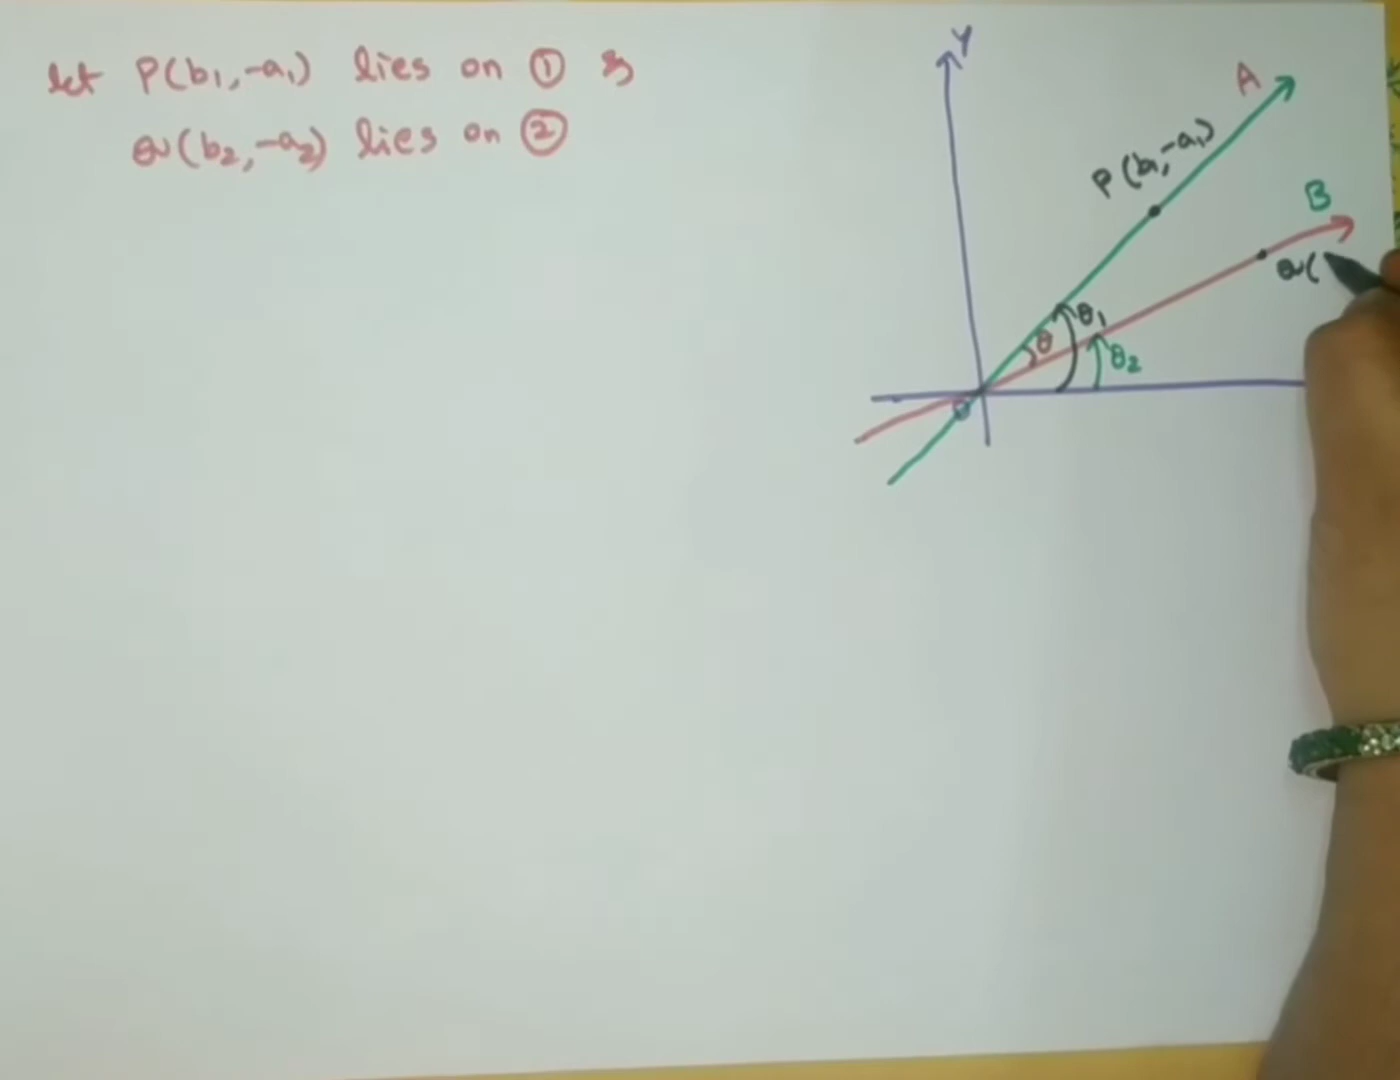 let P(b₁,-a₁) lies on ① &
Q(b₂,-a₂) lies on ②
Y
A
P(b₁,-a₁)
B
Q(
θ₁
θ
θ₂
O